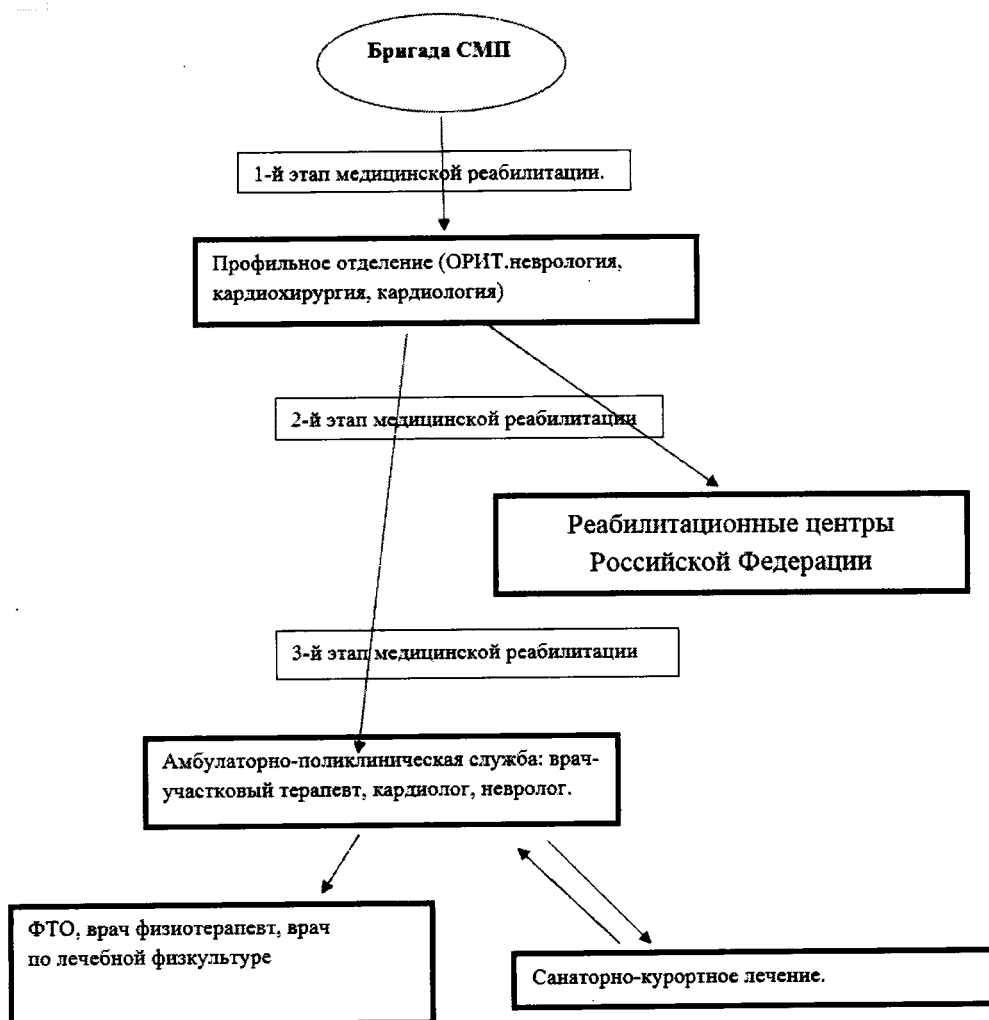 Бригада СМП
1-й этап медицинской реабилитации.
Профильное отделение (ОРИТ.неврология,
кардиохирургия, кардиология)
2-й этап медицинской реабилитации
Реабилитационные центры
Российской Федерации
3-й этап медицинской реабилитации
Амбулаторно-поликлиническая служба: врач-
участковый терапевт, кардиолог, невролог.
ФТО, врач физиотерапевт, врач
по лечебной физкультуре
Санаторно-курортное лечение.